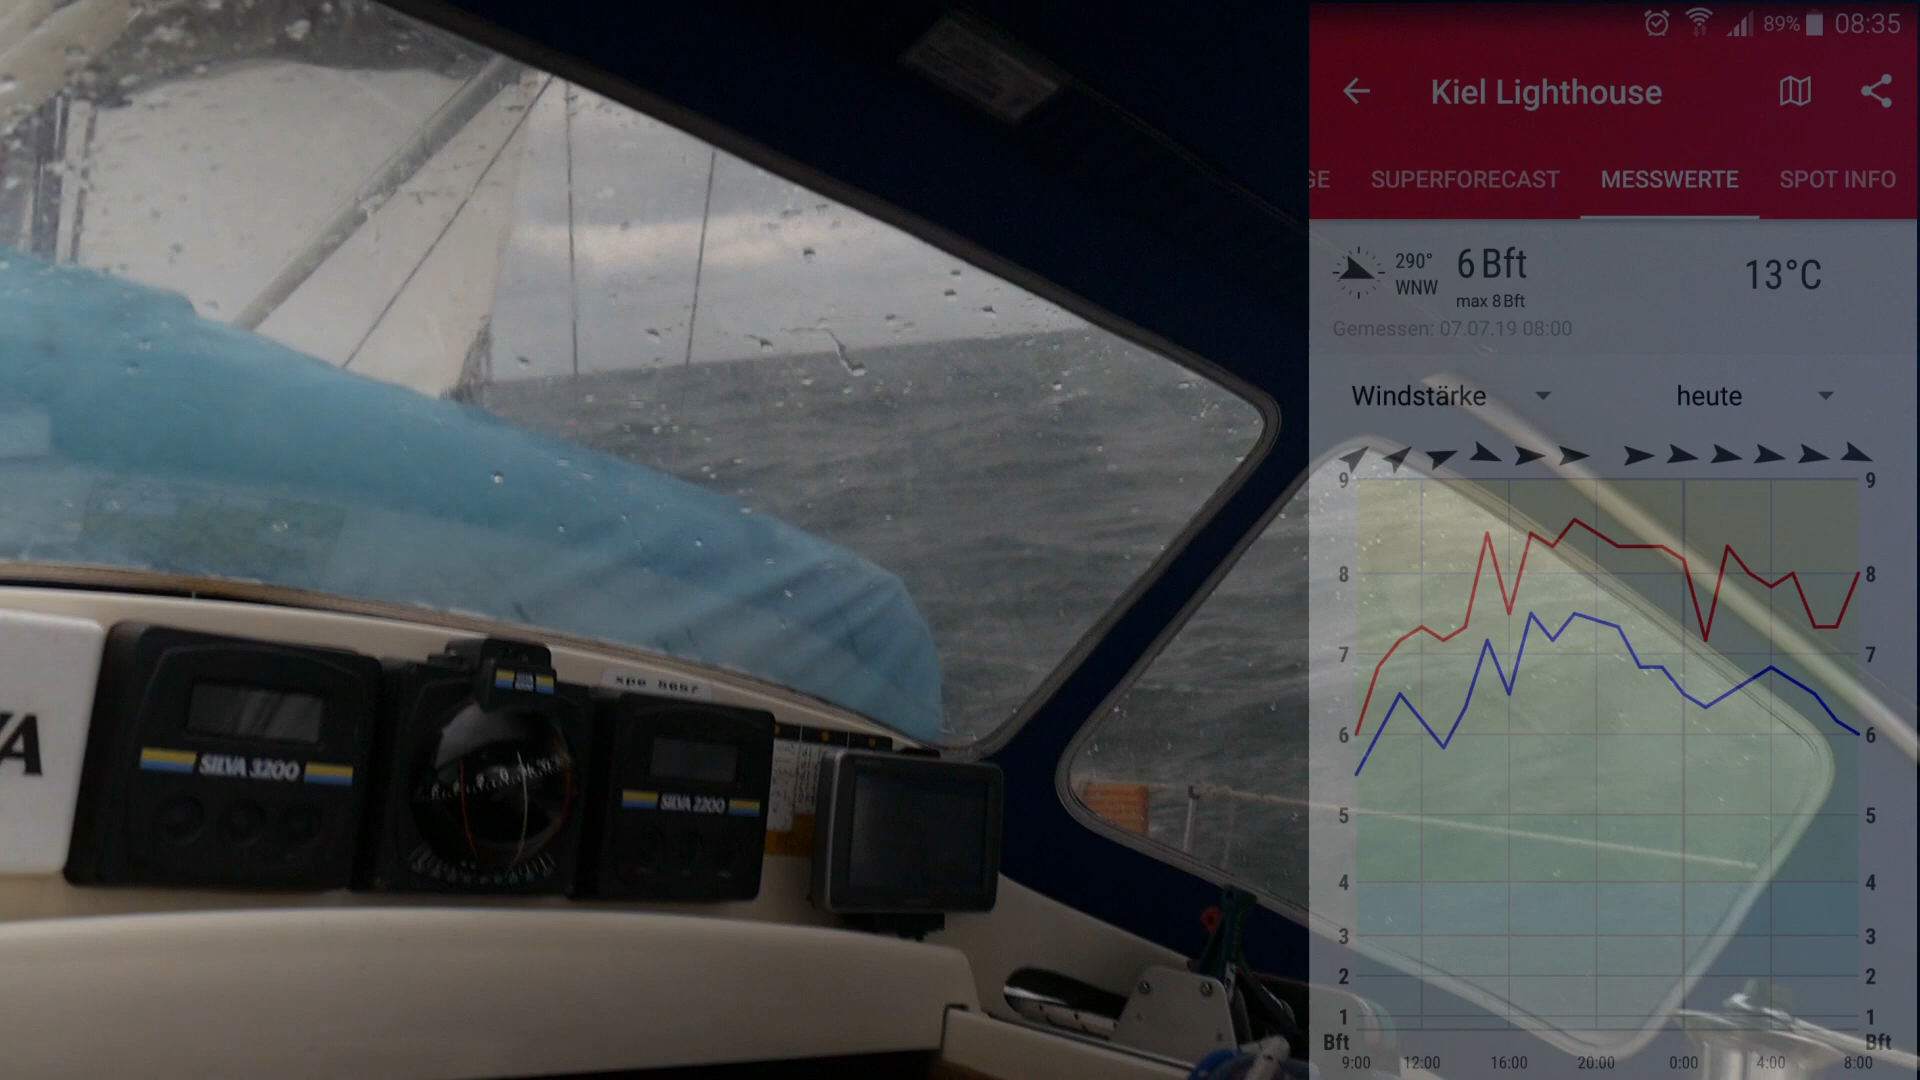 89% 08:35
Kiel Lighthouse
GE SUPERFORECAST MESSWERTE SPOT INFO
290° 6 Bft 13°C
WNW max 8 Bft
Gemessen: 07.07.19 08:00
Windstärke heute
9 9
8 8
7 7
6 6
5 5
4 4
3 3
2 2
1 1
Bft Bft
9:00 12:00 16:00 20:00 0:00 4:00 8:00
VA
SILVA 3200
SILVA 2200